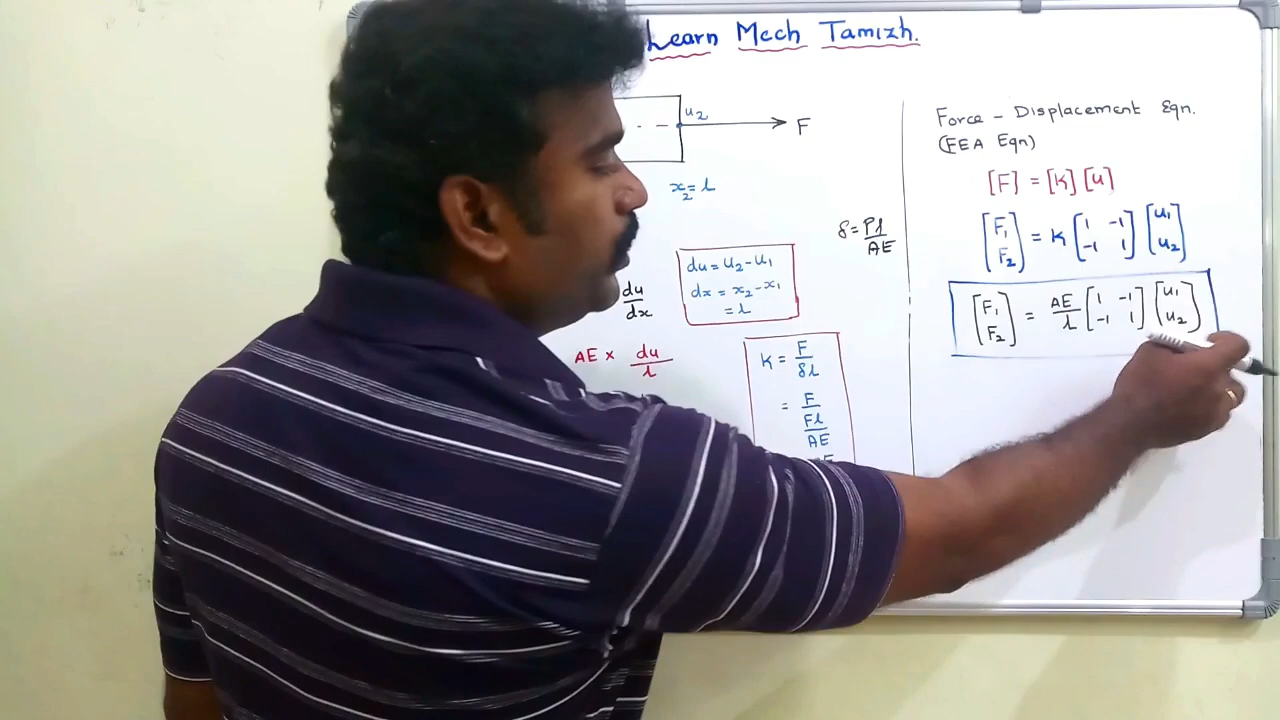 Learn Mech Tamizh.
u₂
F
x₂ = l
δ = Pl/AE
du/dx
du = u₂ - u₁
dx = x₂ - x₁
= l
AE × du/l
K = F/δl
= F/(Fl/AE)
Force - Displacement Eqn.
(FEA Eqn)
[F] = [K] [u]
[F₁ F₂] = K [1 -1 -1 1] [u₁ u₂]
[F₁ F₂] = AE/l [1 -1 -1 1] [u₁ u₂]